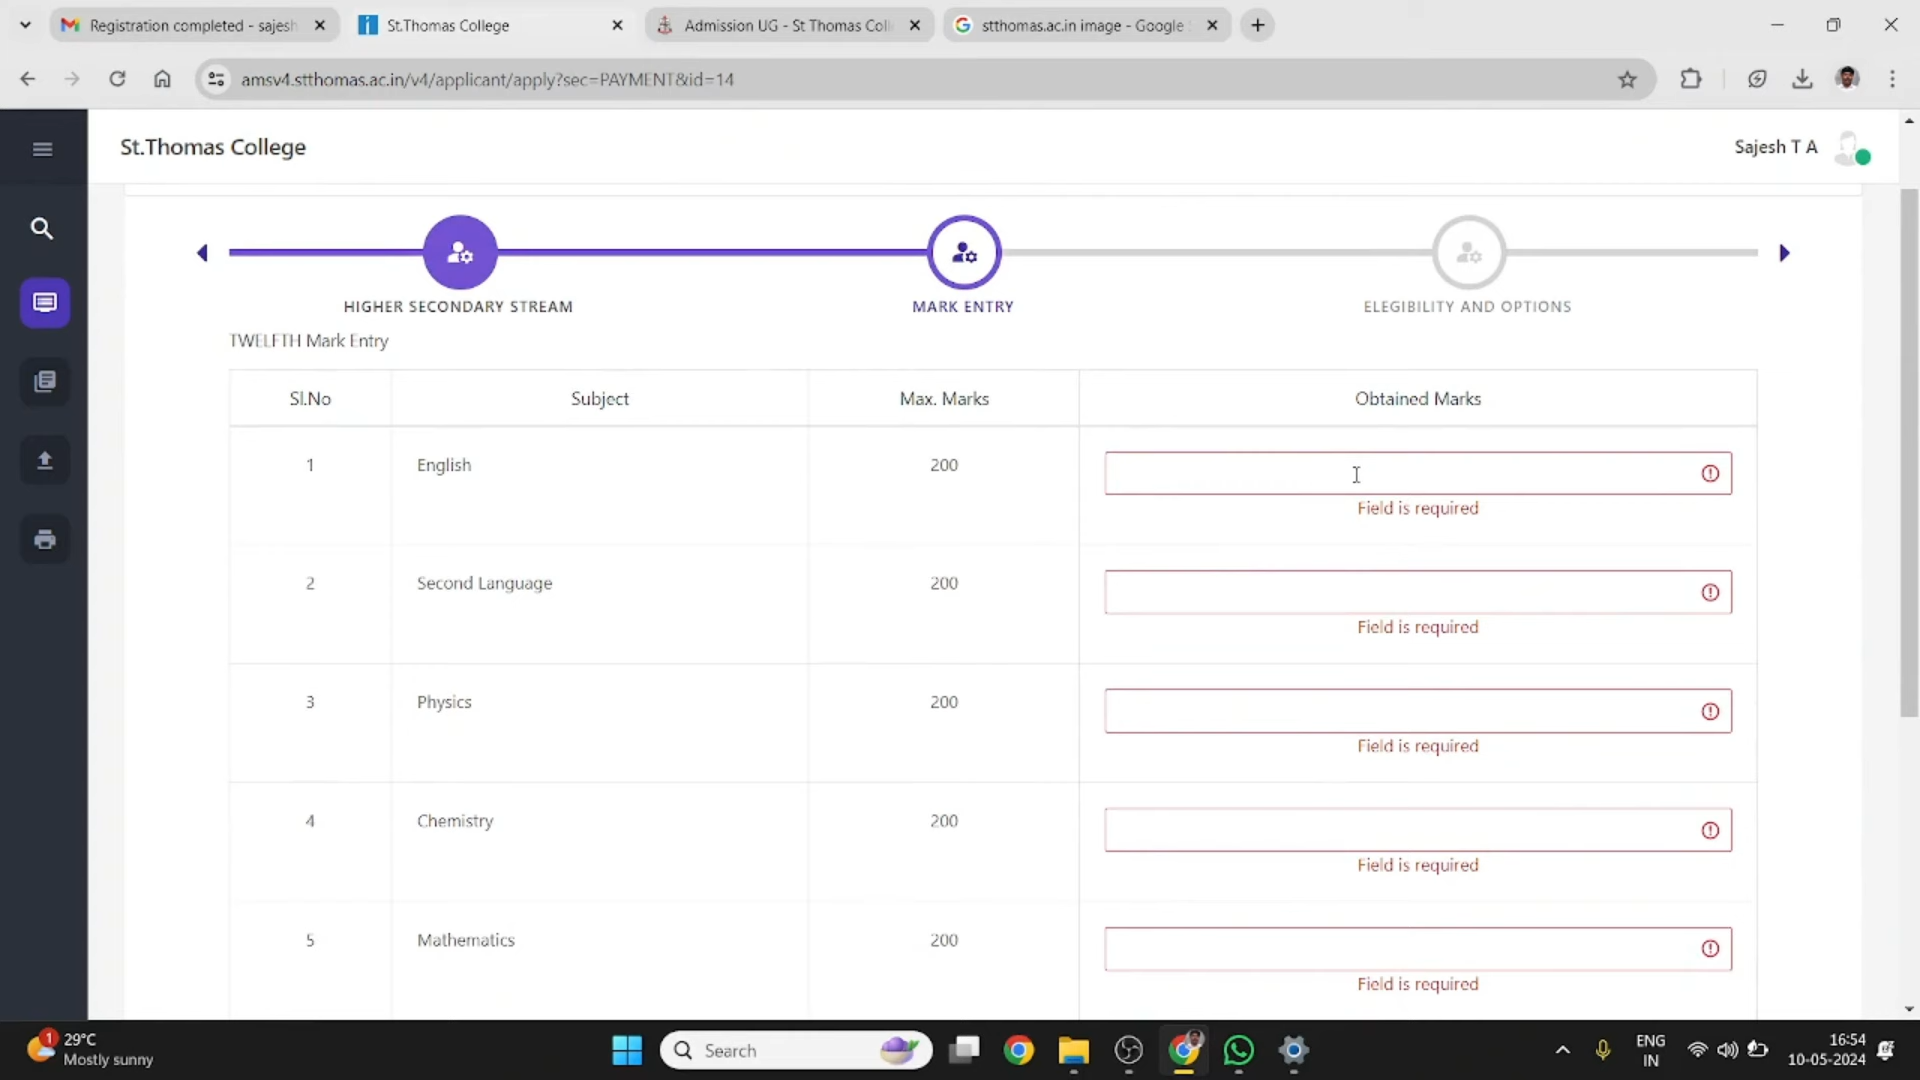 Registration completed - sajesh
St.Thomas College
Admission UG - St Thomas Coll
stthomas.ac.in image - Google S
amsv4.stthomas.ac.in/v4/applicant/apply?sec=PAYMENT&id=14
St.Thomas College
Sajesh T A
HIGHER SECONDARY STREAM
MARK ENTRY
ELEGIBILITY AND OPTIONS
TWELFTH Mark Entry
Sl.No Subject Max. Marks Obtained Marks
1 English 200
Field is required
2 Second Language 200
Field is required
3 Physics 200
Field is required
4 Chemistry 200
Field is required
5 Mathematics 200
Field is required
1
29°C
Mostly sunny
Search
ENG
IN
16:54
10-05-2024